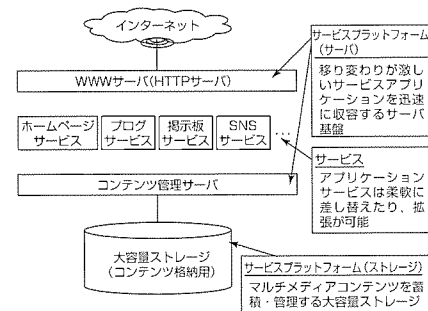 インターネット
WWWサーバ(HTTPサーバ)
ホームページ
サービス
ブログ
サービス
掲示板
サービス
SNS
サービス
…
コンテンツ管理サーバ
大容量ストレージ
(コンテンツ格納用)
サービスプラットフォーム
(サーバ)
移り変わりが激し
いサービスアプリ
ケーションを迅速
に収容するサーバ
基盤
サービス
アプリケーション
サービスは柔軟に
差し替えたり、拡
張が可能
サービスプラットフォーム(ストレージ)
マルチメディアコンテンツを蓄
積・管理する大容量ストレージ